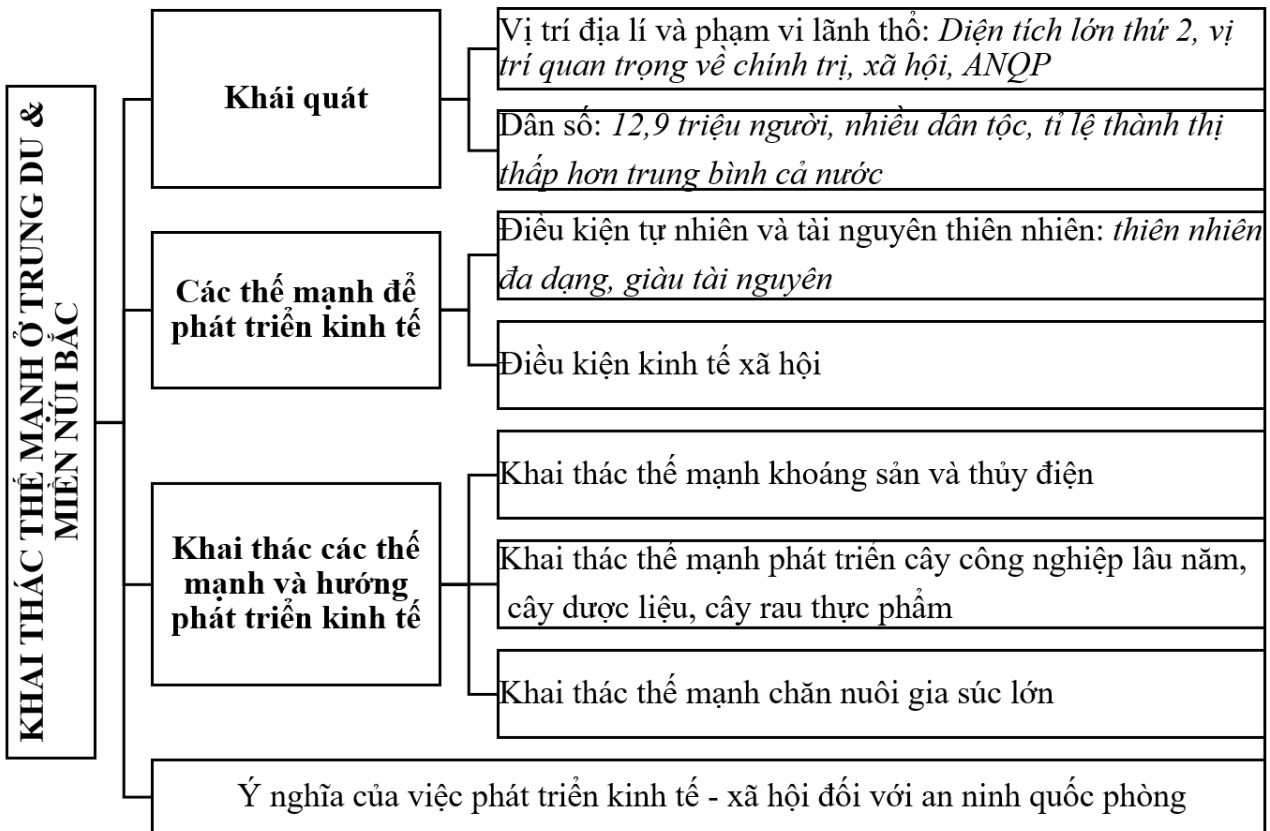 KHAI THÁC THẾ MẠNH Ở TRUNG DU &
MIỀN NÚI BẮC
Khái quát
Vị trí địa lí và phạm vi lãnh thổ: Diện tích lớn thứ 2, vị
trí quan trọng về chính trị, xã hội, ANQP
Dân số: 12,9 triệu người, nhiều dân tộc, tỉ lệ thành thị
thấp hơn trung bình cả nước
Các thế mạnh để
phát triển kinh tế
Điều kiện tự nhiên và tài nguyên thiên nhiên: thiên nhiên
đa dạng, giàu tài nguyên
Điều kiện kinh tế xã hội
Khai thác các thế
mạnh và hướng
phát triển kinh tế
Khai thác thế mạnh khoáng sản và thủy điện
Khai thác thế mạnh phát triển cây công nghiệp lâu năm,
cây dược liệu, cây rau thực phẩm
Khai thác thế mạnh chăn nuôi gia súc lớn
Ý nghĩa của việc phát triển kinh tế - xã hội đối với an ninh quốc phòng